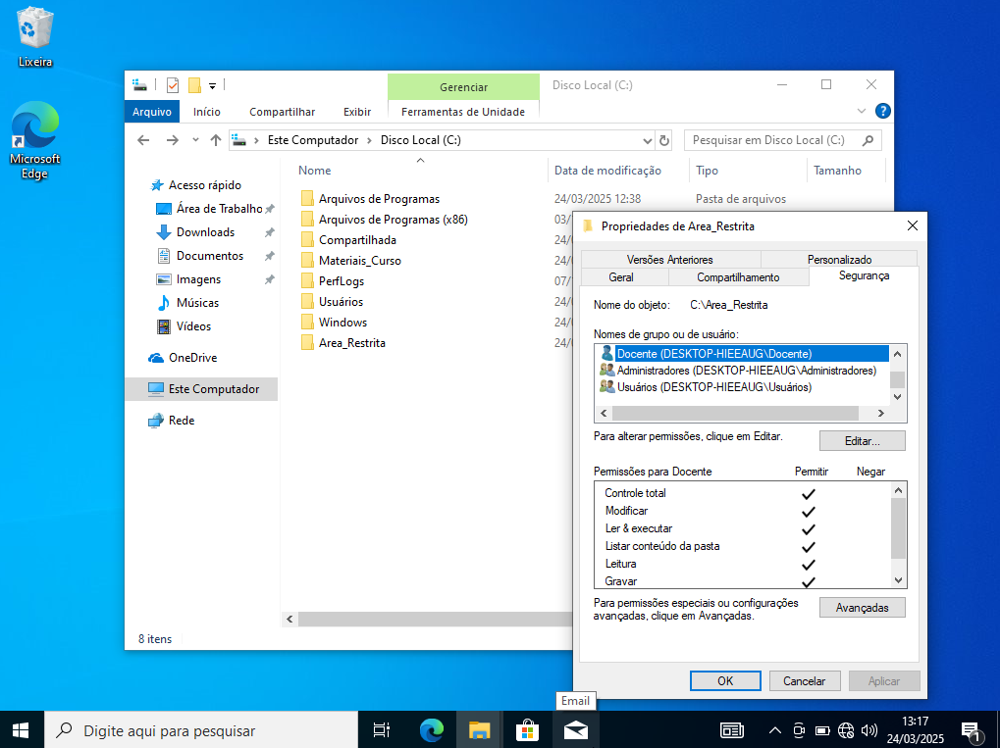 Lixeira
Microsoft
Edge
Gerenciar
Disco Local (C:)
Arquivo
Início
Compartilhar
Exibir
Ferramentas de Unidade
Este Computador
Disco Local (C:)
Pesquisar em Disco Local (C:)
Nome
Data de modificação
Tipo
Tamanho
Acesso rápido
Área de Trabalho
Downloads
Documentos
Imagens
Músicas
Vídeos
OneDrive
Este Computador
Rede
Arquivos de Programas
24/03/2025 12:38
Pasta de arquivos
Arquivos de Programas (x86)
03/
Compartilhada
24/
Materiais_Curso
24/
PerfLogs
07/
Usuários
24/
Windows
24/
Area_Restrita
24/
8 itens
Propriedades de Area_Restrita
Versões Anteriores
Personalizado
Geral
Compartilhamento
Segurança
Nome do objeto:
C:\Area_Restrita
Nomes de grupo ou de usuário:
Docente (DESKTOP-HIEEAUG\Docente)
Administradores (DESKTOP-HIEEAUG\Administradores)
Usuários (DESKTOP-HIEEAUG\Usuários)
Para alterar permissões, clique em Editar.
Editar...
Permissões para Docente
Permitir
Negar
Controle total
Modificar
Ler & executar
Listar conteúdo da pasta
Leitura
Gravar
Para permissões especiais ou configurações
avançadas, clique em Avançadas.
Avançadas
OK
Cancelar
Aplicar
Email
Digite aqui para pesquisar
13:17
24/03/2025
1